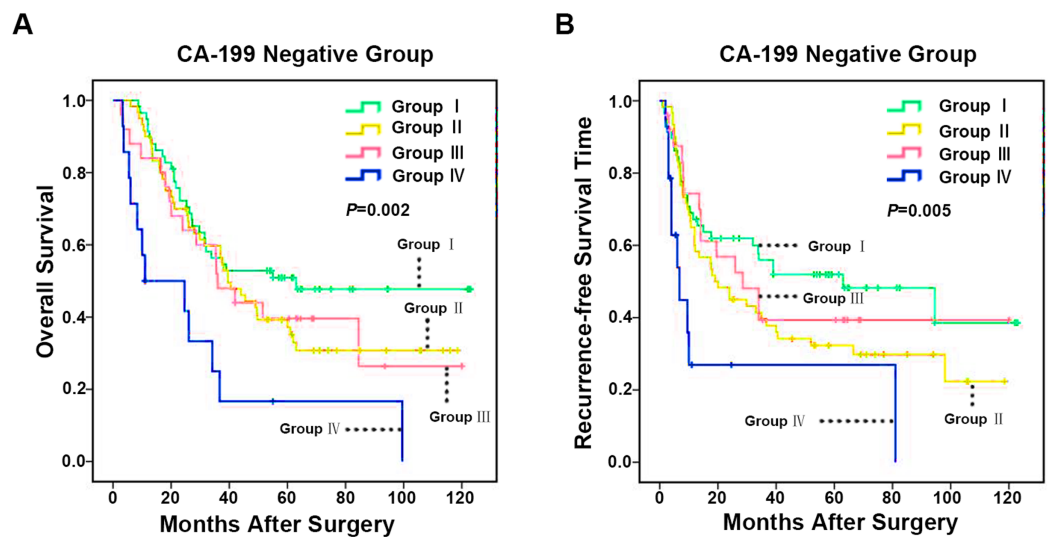 A
CA-199 Negative Group
Overall Survival
1.0
0.8
0.6
0.4
0.2
0.0
Group I
Group II
Group III
Group IV
P=0.002
Group I
Group II
Group III
Group IV
0 20 40 60 80 100 120
Months After Surgery
B
CA-199 Negative Group
Recurrence-free Survival Time
1.0
0.8
0.6
0.4
0.2
0.0
Group I
Group II
Group III
Group IV
P=0.005
Group I
Group III
Group IV
Group II
0 20 40 60 80 100 120
Months After Surgery